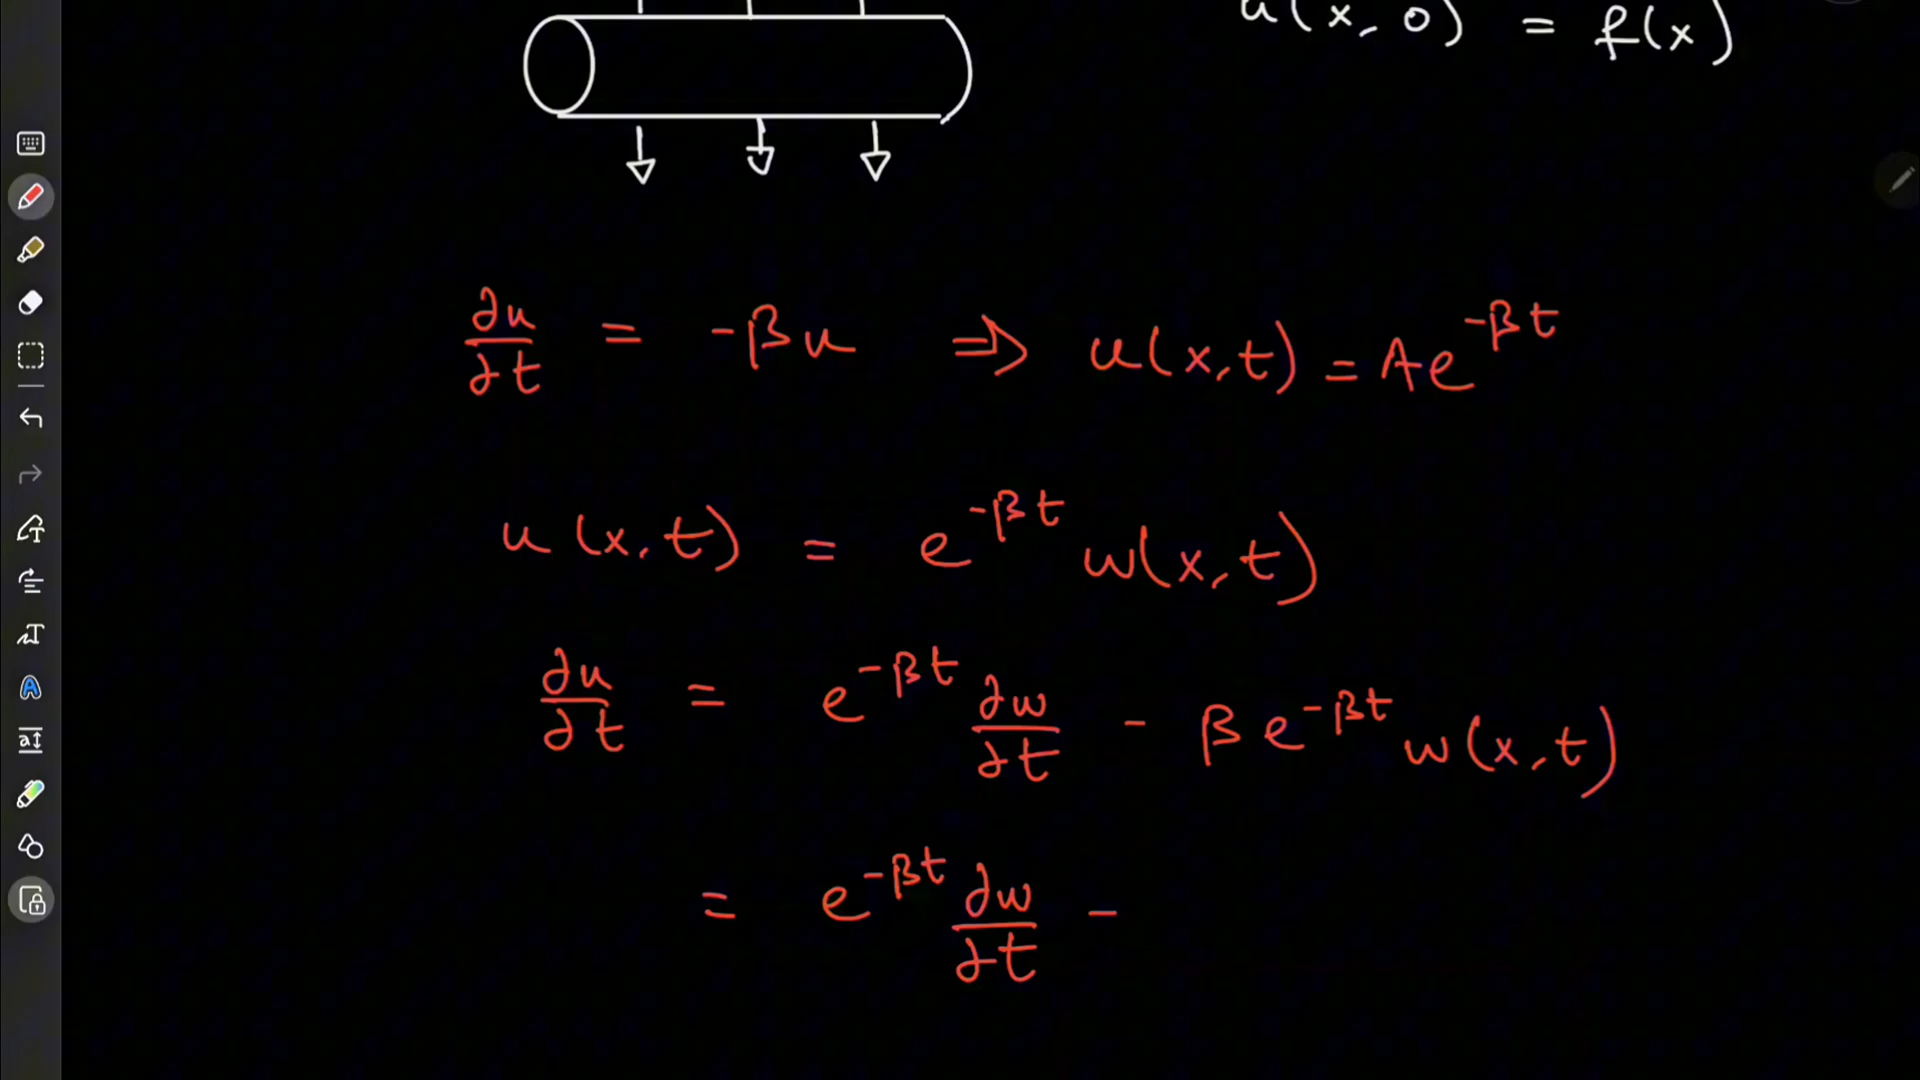 u(x, 0) = f(x)
∂u/∂t = -βu ⇒ u(x,t) = Ae^{-βt}
u(x,t) = e^{-βt} w(x,t)
∂u/∂t = e^{-βt} ∂w/∂t - βe^{-βt} w(x,t)
= e^{-βt} ∂w/∂t -